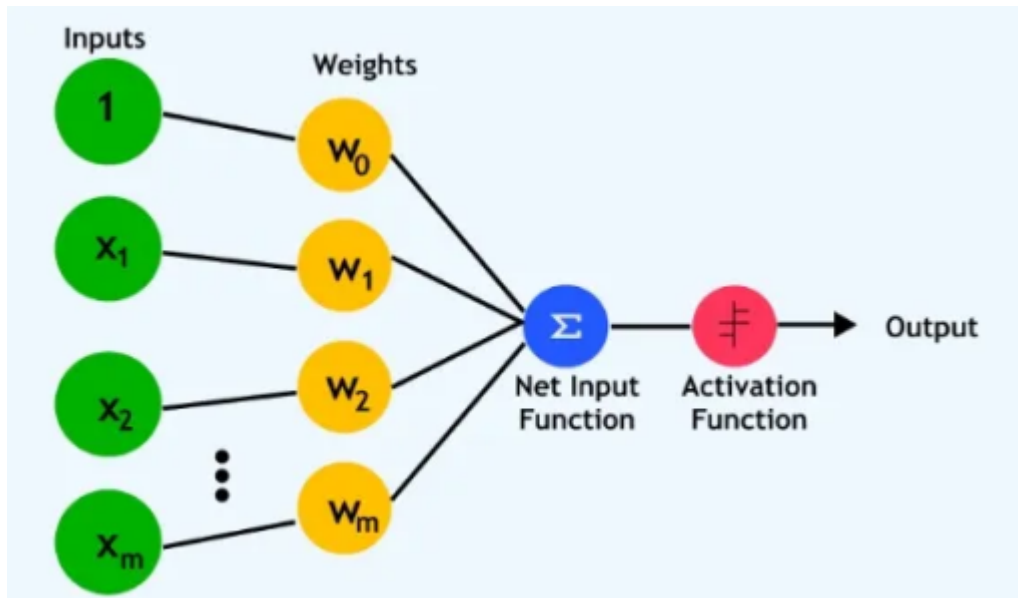 Inputs
Weights
1
w₀
x₁
w₁
x₂
w₂
xₘ
wₘ
Σ
Net Input
Function
Activation
Function
Output